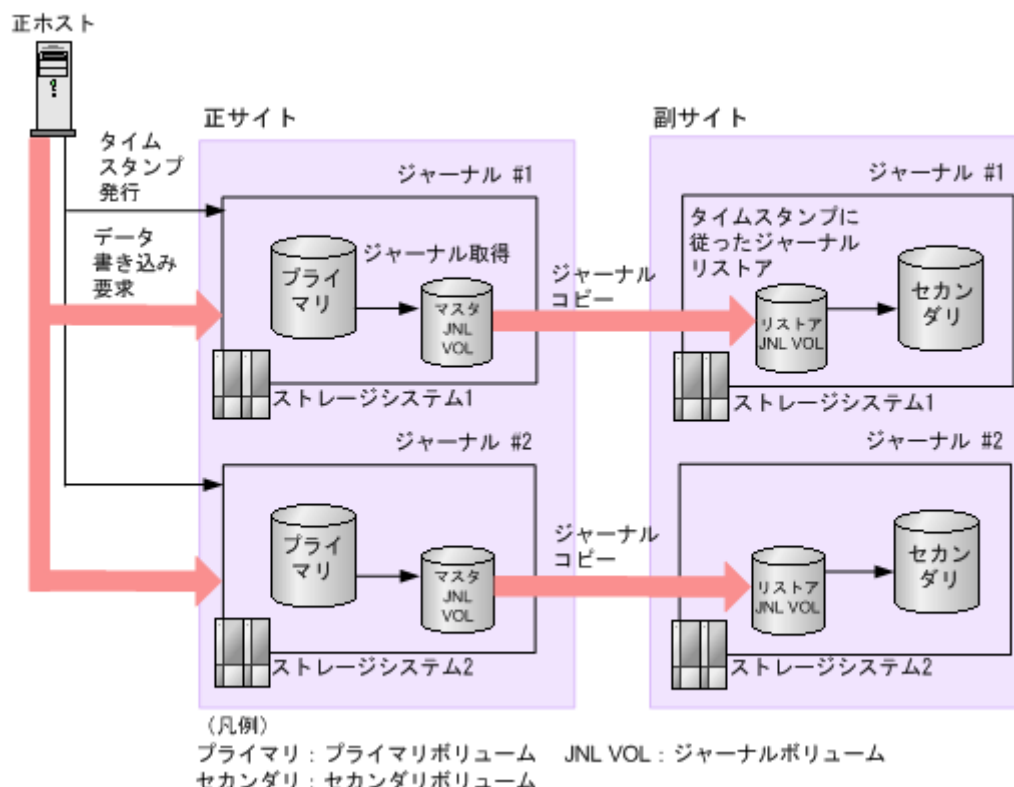 正ホスト
タイム
スタンプ
発行
データ
書き込み
要求
正サイト
ジャーナル #1
プライ
マリ
ジャーナル取得
マスタ
JNL
VOL
ストレージシステム1
ジャーナル
コピー
副サイト
ジャーナル #1
タイムスタンプに
従ったジャーナル
リストア
リストア
JNL VOL
セカン
ダリ
ストレージシステム1
ジャーナル #2
プライ
マリ
マスタ
JNL
VOL
ストレージシステム2
ジャーナル
コピー
ジャーナル #2
リストア
JNL VOL
セカン
ダリ
ストレージシステム2
（凡例）
プライマリ：プライマリボリューム　JNL VOL：ジャーナルボリューム
セカンダリ：セカンダリボリューム